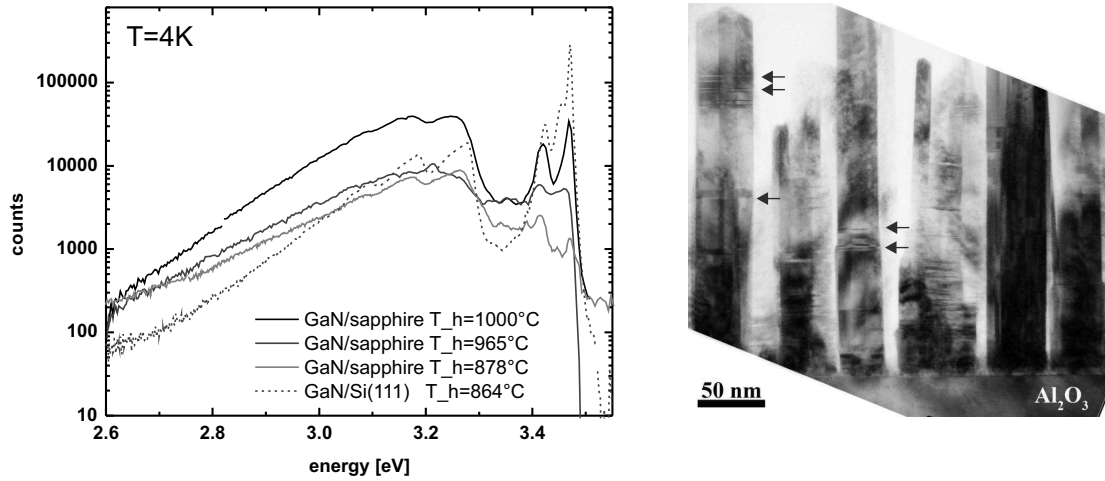 T=4K
100000
10000
1000
100
10
counts
GaN/sapphire T_h=1000°C
GaN/sapphire T_h=965°C
GaN/sapphire T_h=878°C
GaN/Si(111) T_h=864°C
2.6 2.8 3.0 3.2 3.4
energy [eV]
50 nm
Al₂O₃